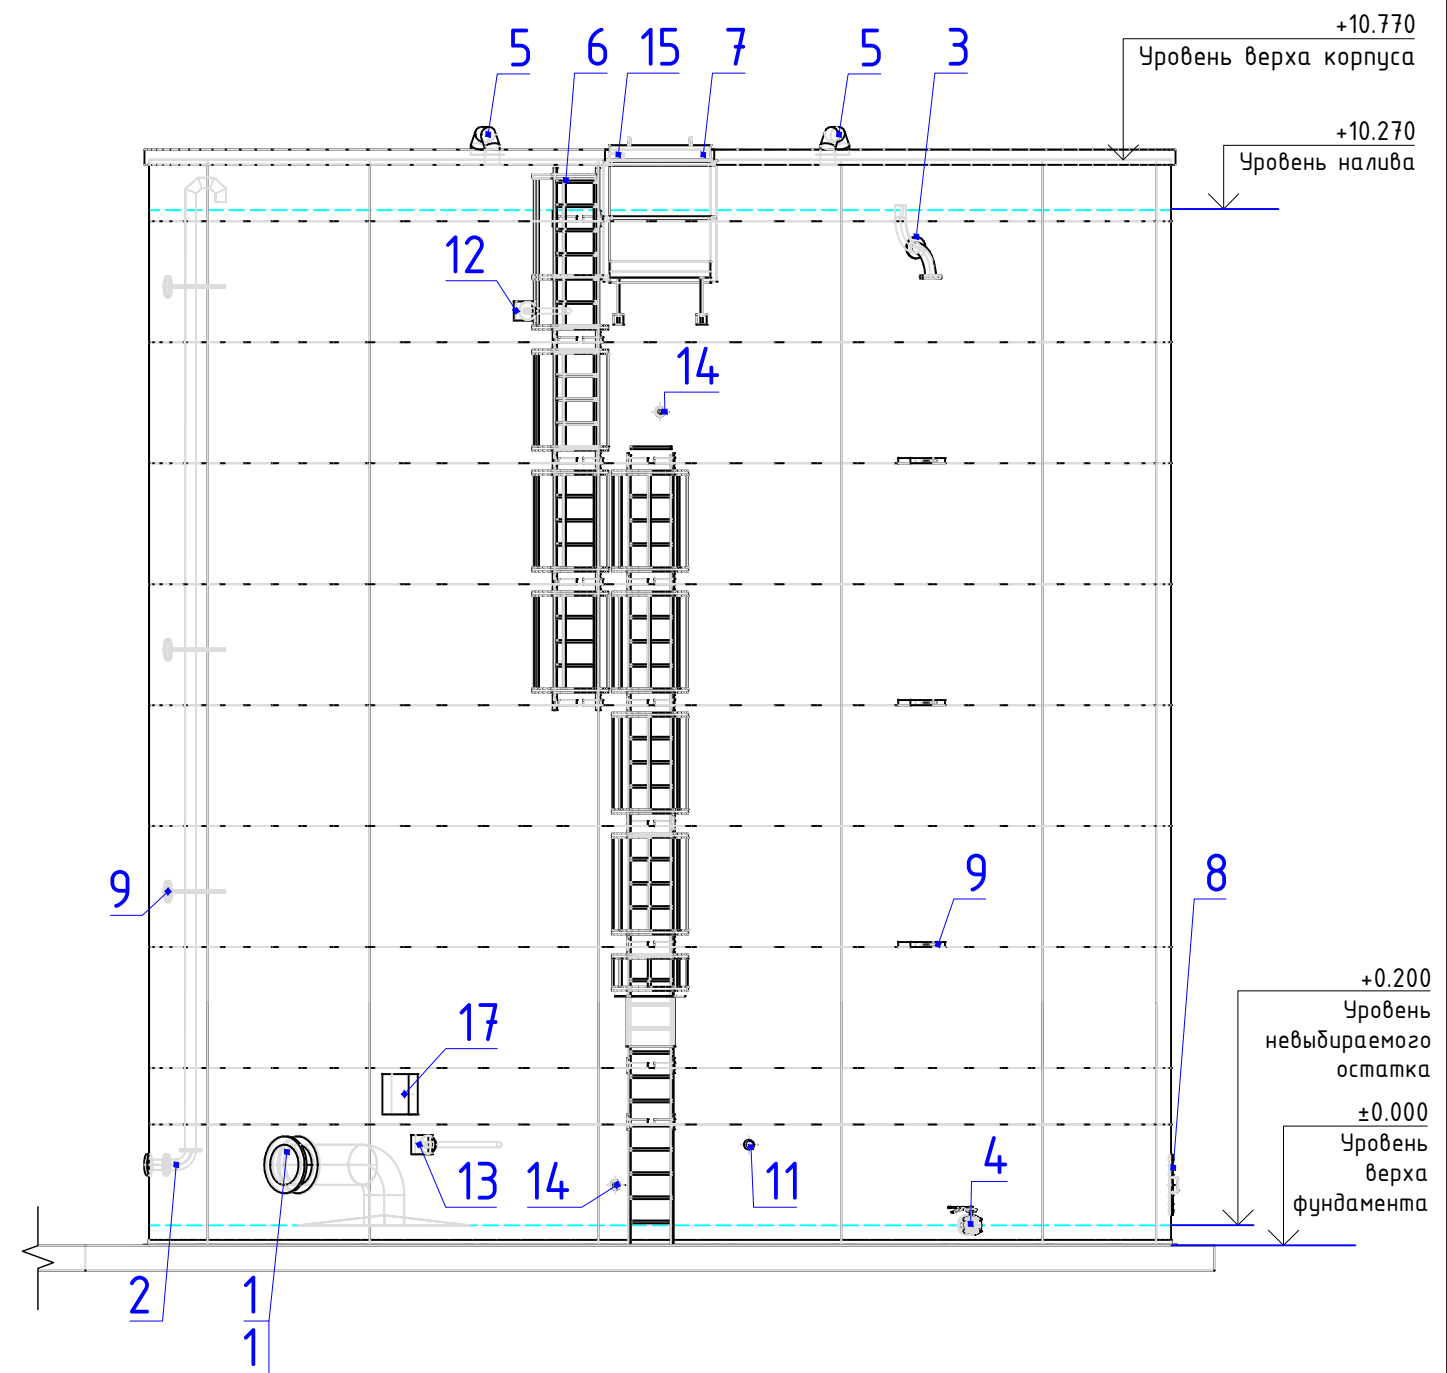 5
6
15
7
5
3
+10.770
Уровень верха корпуса
+10.270
Уровень налива
12
14
9
9
8
+0.200
Уровень
невыбираемого
остатка
17
±0.000
Уровень
верха
фундамента
13
14
11
4
2
1
1